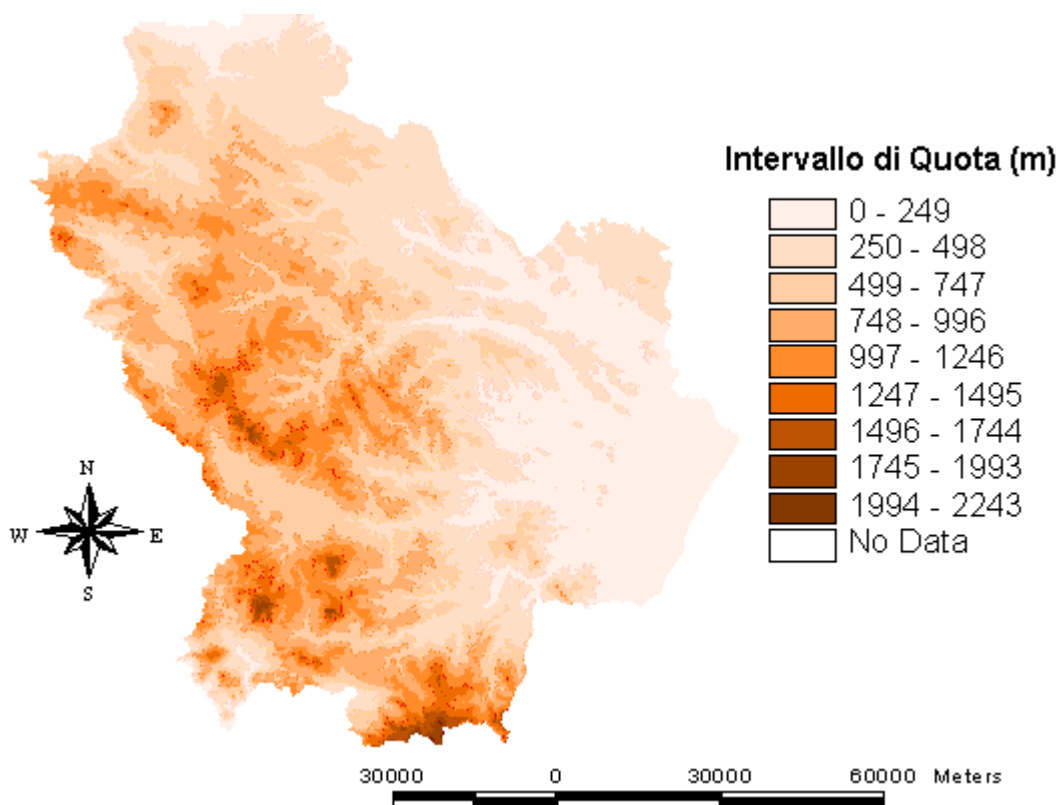 Intervallo di Quota (m)
0 - 249
250 - 498
499 - 747
748 - 996
997 - 1246
1247 - 1495
1496 - 1744
1745 - 1993
1994 - 2243
No Data
N
W E
S
30000 0 30000 60000 Meters